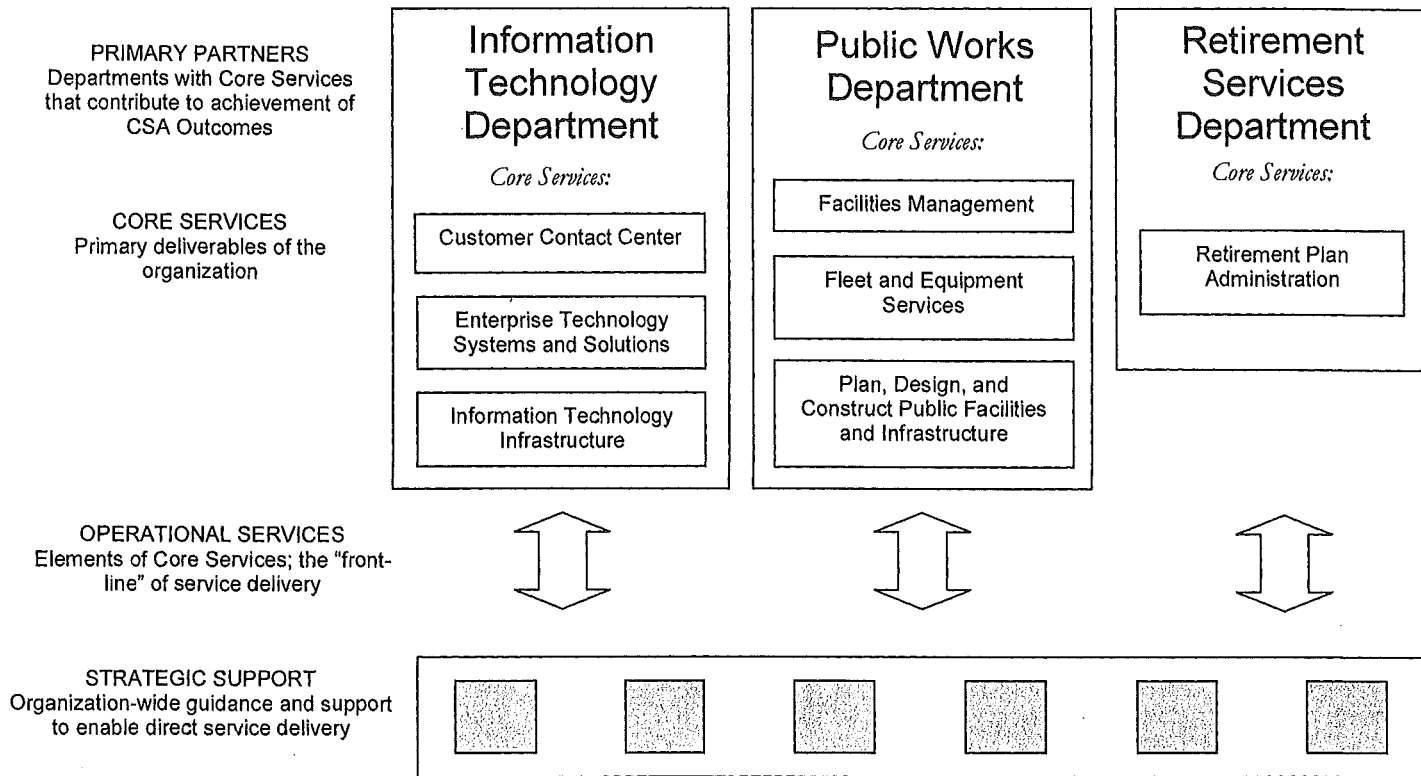 PRIMARY PARTNERS
Departments with Core Services
that contribute to achievement of
CSA Outcomes
CORE SERVICES
Primary deliverables of the
organization
OPERATIONAL SERVICES
Elements of Core Services; the "front-
line" of service delivery
STRATEGIC SUPPORT
Organization-wide guidance and support
to enable direct service delivery
Information
Technology
Department
Core Services:
Customer Contact Center
Enterprise Technology
Systems and Solutions
Information Technology
Infrastructure
Public Works
Department
Core Services:
Facilities Management
Fleet and Equipment
Services
Plan, Design, and
Construct Public Facilities
and Infrastructure
Retirement
Services
Department
Core Services:
Retirement Plan
Administration